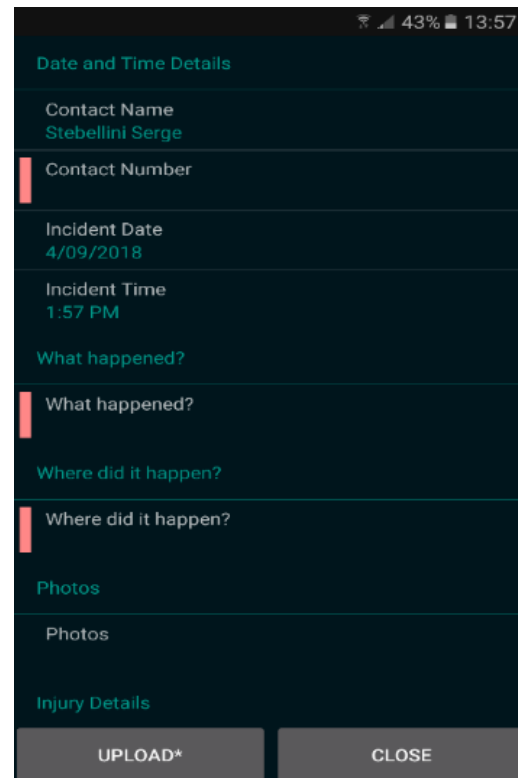 43% 13:57
Date and Time Details
Contact Name
Stebellini Serge
Contact Number
Incident Date
4/09/2018
Incident Time
1:57 PM
What happened?
What happened?
Where did it happen?
Where did it happen?
Photos
Photos
Injury Details
UPLOAD* CLOSE